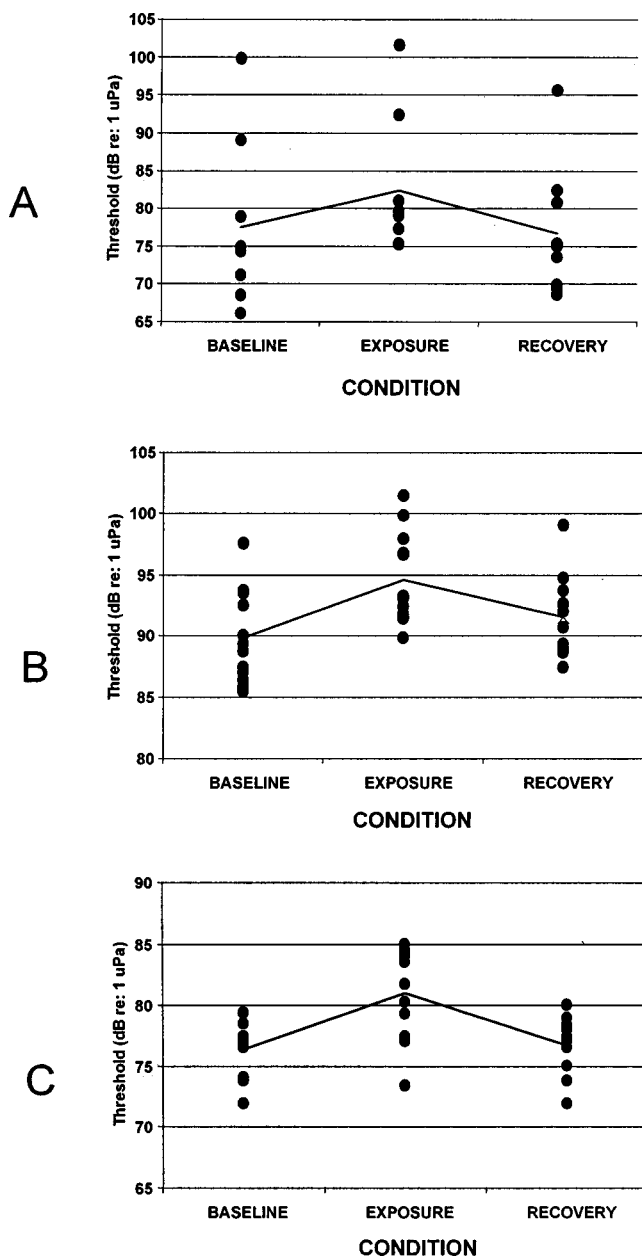 A
Threshold (dB re: 1 uPa)
105
100
95
90
85
80
75
70
65
BASELINE EXPOSURE RECOVERY
CONDITION
B
Threshold (dB re: 1 uPa)
105
100
95
90
85
80
BASELINE EXPOSURE RECOVERY
CONDITION
C
Threshold (dB re: 1 uPa)
90
85
80
75
70
65
BASELINE EXPOSURE RECOVERY
CONDITION